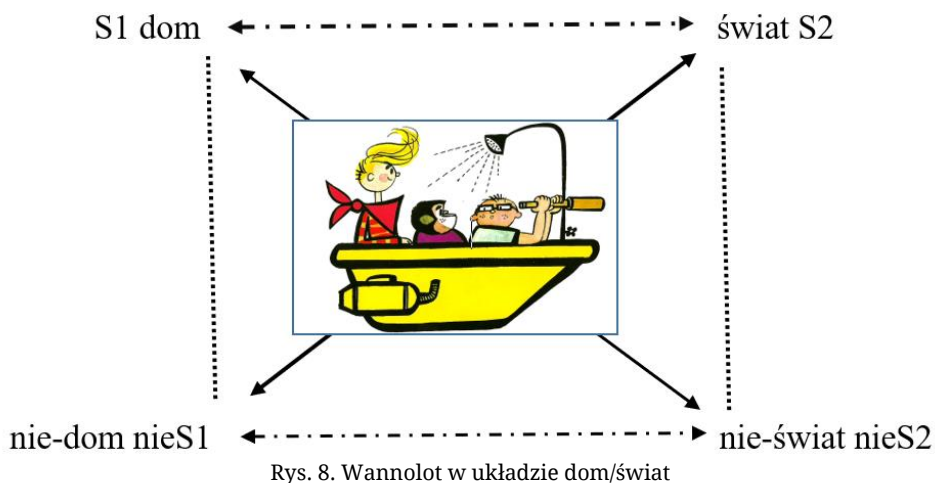 S1 dom świat S2
nie-dom nieS1 nie-świat nieS2
Rys. 8. Wannolot w układzie dom/świat